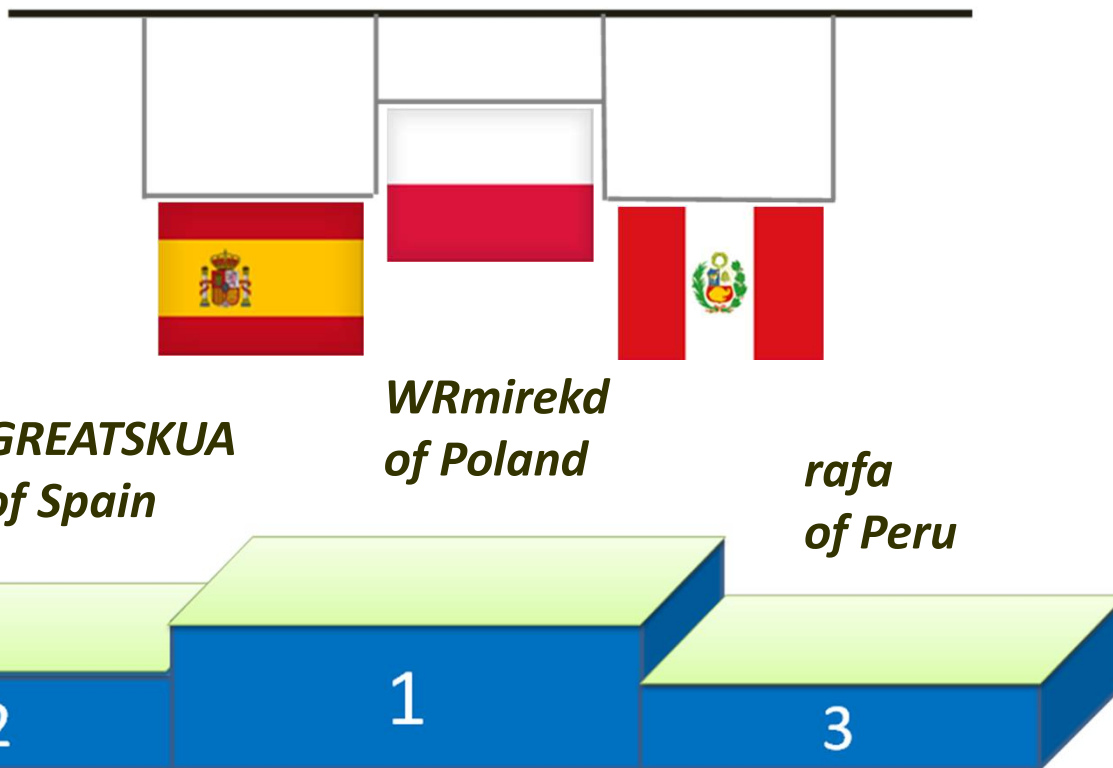 WRmirekd
of Poland
GREATSKUA
of Spain
rafa
of Peru
1
2
3